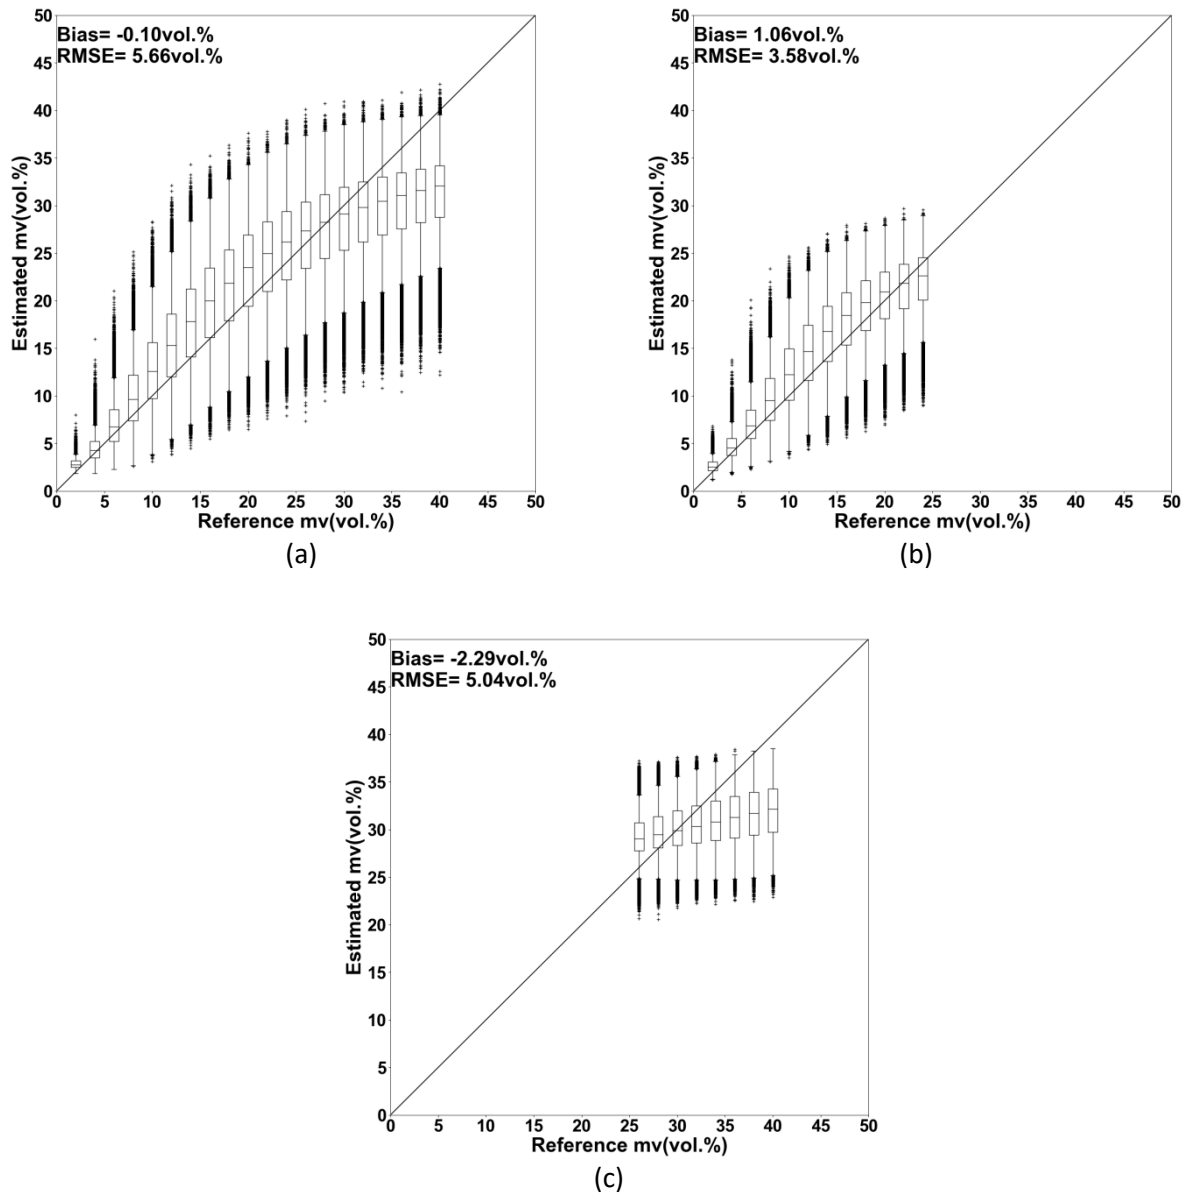 Bias= -0.10vol.%
RMSE= 5.66vol.%
50
45
40
35
30
25
20
15
10
5
0
Estimated mv(vol.%)
0 5 10 15 20 25 30 35 40 45 50
Reference mv(vol.%)
(a)
Bias= 1.06vol.%
RMSE= 3.58vol.%
50
45
40
35
30
25
20
15
10
5
0
Estimated mv(vol.%)
0 5 10 15 20 25 30 35 40 45 50
Reference mv(vol.%)
(b)
Bias= -2.29vol.%
RMSE= 5.04vol.%
50
45
40
35
30
25
20
15
10
5
0
Estimated mv(vol.%)
0 5 10 15 20 25 30 35 40 45 50
Reference mv(vol.%)
(c)